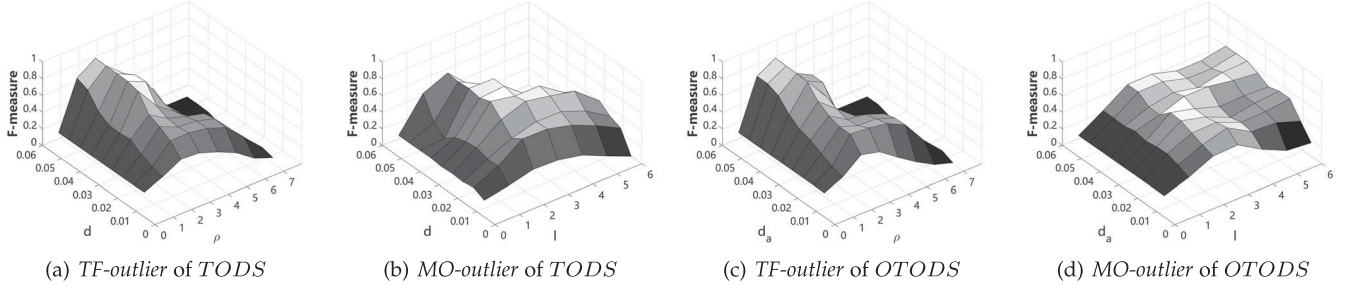 F-measure
1
0.8
0.6
0.4
0.2
0
0.06
0.05
0.04
0.03
0.02
0.01
0
d
0 1 2 3 4 5 6 7
ρ
(a) TF-outlier of TODS
F-measure
1
0.8
0.6
0.4
0.2
0
0.06
0.05
0.04
0.03
0.02
0.01
0
d
0 1 2 3 4 5 6
l
(b) MO-outlier of TODS
F-measure
1
0.8
0.6
0.4
0.2
0
0.06
0.05
0.04
0.03
0.02
0.01
0
da
0 1 2 3 4 5 6 7
ρ
(c) TF-outlier of OTODS
F-measure
1
0.8
0.6
0.4
0.2
0
0.06
0.05
0.04
0.03
0.02
0.01
0
da
0 1 2 3 4 5 6
l
(d) MO-outlier of OTODS